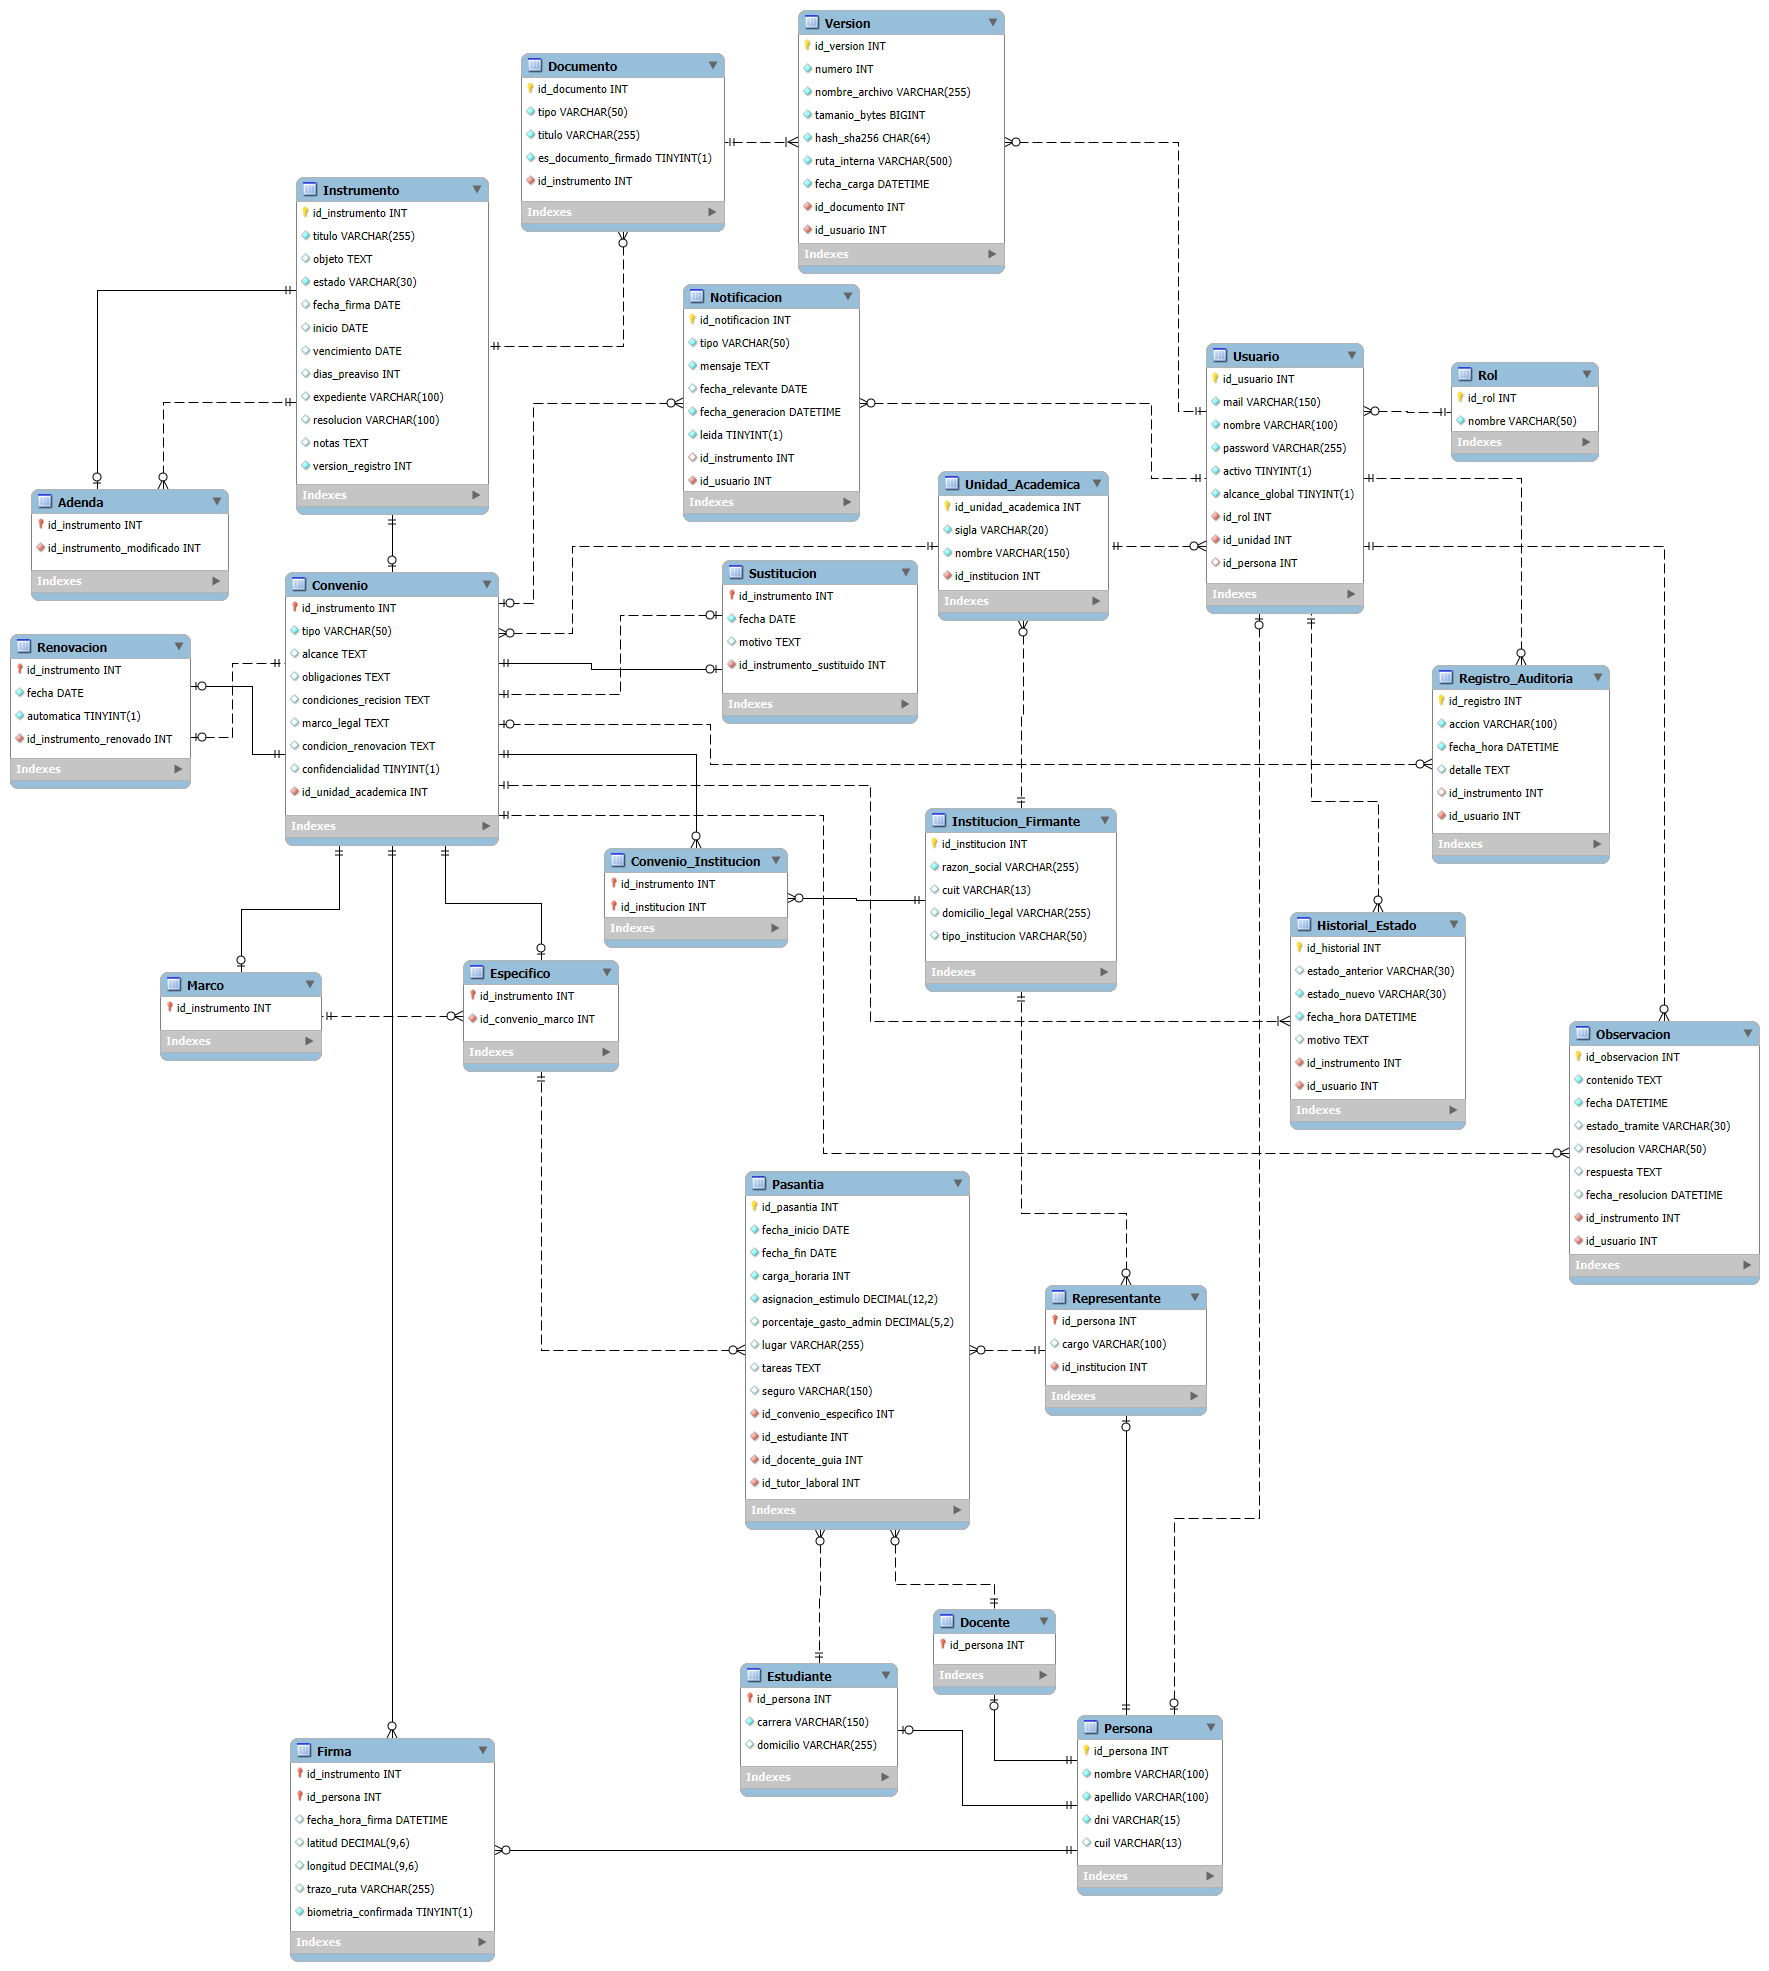 Version
id_version INT
numero INT
nombre_archivo VARCHAR(255)
tamanio_bytes BIGINT
hash_sha256 CHAR(64)
ruta_interna VARCHAR(500)
fecha_carga DATETIME
id_documento INT
id_usuario INT
Indexes
Documento
id_documento INT
tipo VARCHAR(50)
titulo VARCHAR(255)
es_documento_firmado TINYINT(1)
id_instrumento INT
Indexes
Instrumento
id_instrumento INT
titulo VARCHAR(255)
objeto TEXT
estado VARCHAR(30)
fecha_firma DATE
inicio DATE
vencimiento DATE
dias_preaviso INT
expediente VARCHAR(100)
resolucion VARCHAR(100)
notas TEXT
version_registro INT
Indexes
Notificacion
id_notificacion INT
tipo VARCHAR(50)
mensaje TEXT
fecha_relevante DATE
fecha_generacion DATETIME
leida TINYINT(1)
id_instrumento INT
id_usuario INT
Indexes
Usuario
id_usuario INT
mail VARCHAR(150)
nombre VARCHAR(100)
password VARCHAR(255)
activo TINYINT(1)
alcance_global TINYINT(1)
id_rol INT
id_unidad INT
id_persona INT
Indexes
Rol
id_rol INT
nombre VARCHAR(50)
Indexes
Unidad_Academica
id_unidad_academica INT
sigla VARCHAR(20)
nombre VARCHAR(150)
id_institucion INT
Indexes
Adenda
id_instrumento INT
id_instrumento_modificado INT
Indexes
Convenio
id_instrumento INT
tipo VARCHAR(50)
alcance TEXT
obligaciones TEXT
condiciones_recision TEXT
marco_legal TEXT
condicion_renovacion TEXT
confidencialidad TINYINT(1)
id_unidad_academica INT
Indexes
Sustitucion
id_instrumento INT
fecha DATE
motivo TEXT
id_instrumento_sustituido INT
Indexes
Renovacion
id_instrumento INT
fecha DATE
automatica TINYINT(1)
id_instrumento_renovado INT
Indexes
Registro_Auditoria
id_registro INT
accion VARCHAR(100)
fecha_hora DATETIME
detalle TEXT
id_instrumento INT
id_usuario INT
Indexes
Institucion_Firmante
id_institucion INT
razon_social VARCHAR(255)
cuit VARCHAR(13)
domicilio_legal VARCHAR(255)
tipo_institucion VARCHAR(50)
Indexes
Convenio_Institucion
id_instrumento INT
id_institucion INT
Indexes
Historial_Estado
id_historial INT
estado_anterior VARCHAR(30)
estado_nuevo VARCHAR(30)
fecha_hora DATETIME
motivo TEXT
id_instrumento INT
id_usuario INT
Indexes
Marco
id_instrumento INT
Indexes
Especifico
id_instrumento INT
id_convenio_marco INT
Indexes
Observacion
id_observacion INT
contenido TEXT
fecha DATETIME
estado_tramite VARCHAR(30)
resolucion VARCHAR(50)
respuesta TEXT
fecha_resolucion DATETIME
id_instrumento INT
id_usuario INT
Indexes
Pasantia
id_pasantia INT
fecha_inicio DATE
fecha_fin DATE
carga_horaria INT
asignacion_estimulo DECIMAL(12,2)
porcentaje_gasto_admin DECIMAL(5,2)
lugar VARCHAR(255)
tareas TEXT
seguro VARCHAR(150)
id_convenio_especifico INT
id_estudiante INT
id_docente_guia INT
id_tutor_laboral INT
Indexes
Representante
id_persona INT
cargo VARCHAR(100)
id_institucion INT
Indexes
Docente
id_persona INT
Indexes
Estudiante
id_persona INT
carrera VARCHAR(150)
domicilio VARCHAR(255)
Indexes
Persona
id_persona INT
nombre VARCHAR(100)
apellido VARCHAR(100)
dni VARCHAR(15)
cuil VARCHAR(13)
Indexes
Firma
id_instrumento INT
id_persona INT
fecha_hora_firma DATETIME
latitud DECIMAL(9,6)
longitud DECIMAL(9,6)
trazo_ruta VARCHAR(255)
biometria_confirmada TINYINT(1)
Indexes